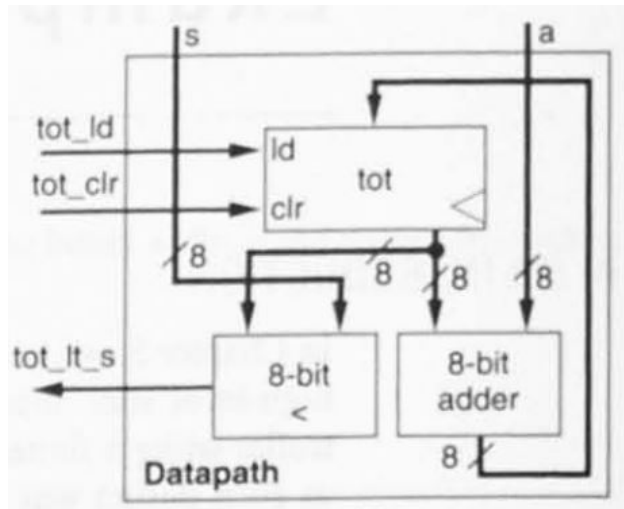 s
a
tot_ld
ld
tot
tot_clr
clr
8
8
8
8
tot_lt_s
8-bit
<
8-bit
adder
8
Datapath